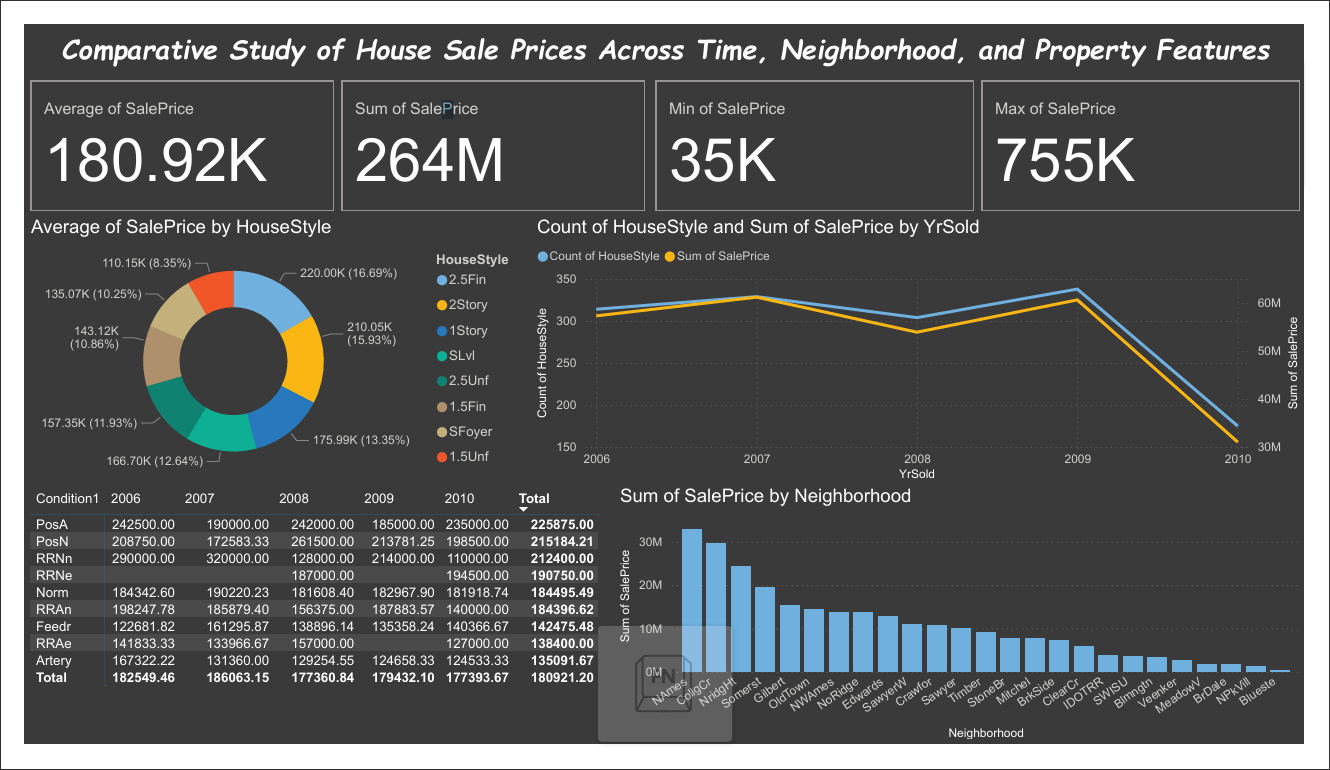 Comparative Study of House Sale Prices Across Time, Neighborhood, and Property Features
Average of SalePrice
180.92K
Sum of SalePrice
264M
Min of SalePrice
35K
Max of SalePrice
755K
Average of SalePrice by HouseStyle
110.15K (8.35%)
220.00K (16.69%)
135.07K (10.25%)
143.12K
(10.86%)
210.05K
(15.93%)
157.35K (11.93%)
175.99K (13.35%)
166.70K (12.64%)
HouseStyle
2.5Fin
2Story
1Story
SLvl
2.5Unf
1.5Fin
SFoyer
1.5Unf
Count of HouseStyle and Sum of SalePrice by YrSold
Count of HouseStyle Sum of SalePrice
Count of HouseStyle
350
300
250
200
150
60M
50M
40M
30M
Sum of SalePrice
2006 2007 2008 2009 2010
YrSold
Condition1 2006 2007 2008 2009 2010 Total
PosA 242500.00 190000.00 242000.00 185000.00 235000.00 225875.00
PosN 208750.00 172583.33 261500.00 213781.25 198500.00 215184.21
RRNn 290000.00 320000.00 128000.00 214000.00 110000.00 212400.00
RRNe 187000.00 194500.00 190750.00
Norm 184342.60 190220.23 181608.40 182967.90 181918.74 184495.49
RRAn 198247.78 185879.40 156375.00 187883.57 140000.00 184396.62
Feedr 122681.82 161295.87 138896.14 135358.24 140366.67 142475.48
RRAe 141833.33 133966.67 157000.00 127000.00 138400.00
Artery 167322.22 131360.00 129254.55 124658.33 124533.33 135091.67
Total 182549.46 186063.15 177360.84 179432.10 177393.67 180921.20
Sum of SalePrice by Neighborhood
Sum of SalePrice
30M
20M
10M
0M
NAmes
CollgCr
NridgHt
Somerst
Gilbert
OldTown
NWAmes
NoRidge
Edwards
SawyerW
Crawfor
Sawyer
Timber
StoneBr
Mitchel
BrkSide
ClearCr
IDOTRR
SWISU
Blmngtn
Veenker
MeadowV
BrDale
NPkVill
Blueste
Neighborhood
FN